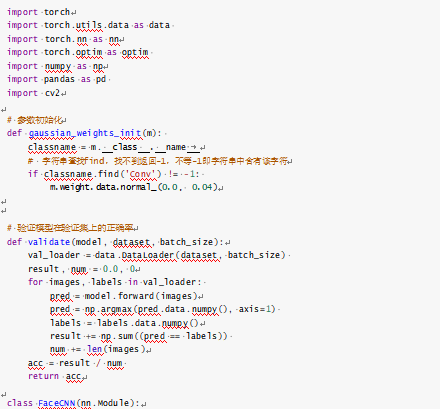 import torch
import torch.utils.data as data
import torch.nn as nn
import torch.optim as optim
import numpy as np
import pandas as pd
import cv2
# 参数初始化
def gaussian_weights_init(m):
classname = m.__class__.__name__
# 字符串查找find，找不到返回-1，不等-1即字符串中含有该字符
if classname.find('Conv') != -1:
m.weight.data.normal_(0.0, 0.04)
# 验证模型在验证集上的正确率
def validate(model, dataset, batch_size):
val_loader = data.DataLoader(dataset, batch_size)
result, num = 0.0, 0
for images, labels in val_loader:
pred = model.forward(images)
pred = np.argmax(pred.data.numpy(), axis=1)
labels = labels.data.numpy()
result += np.sum((pred == labels))
num += len(images)
acc = result / num
return acc
class FaceCNN(nn.Module):